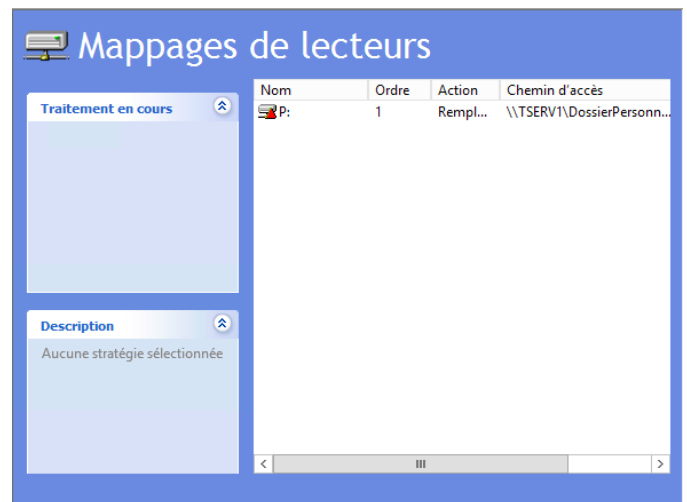 Mappages de lecteurs
Traitement en cours
Nom Ordre Action Chemin d'accès
P: 1 Rempl... \\TSERV1\DossierPersonn...
Description
Aucune stratégie sélectionnée